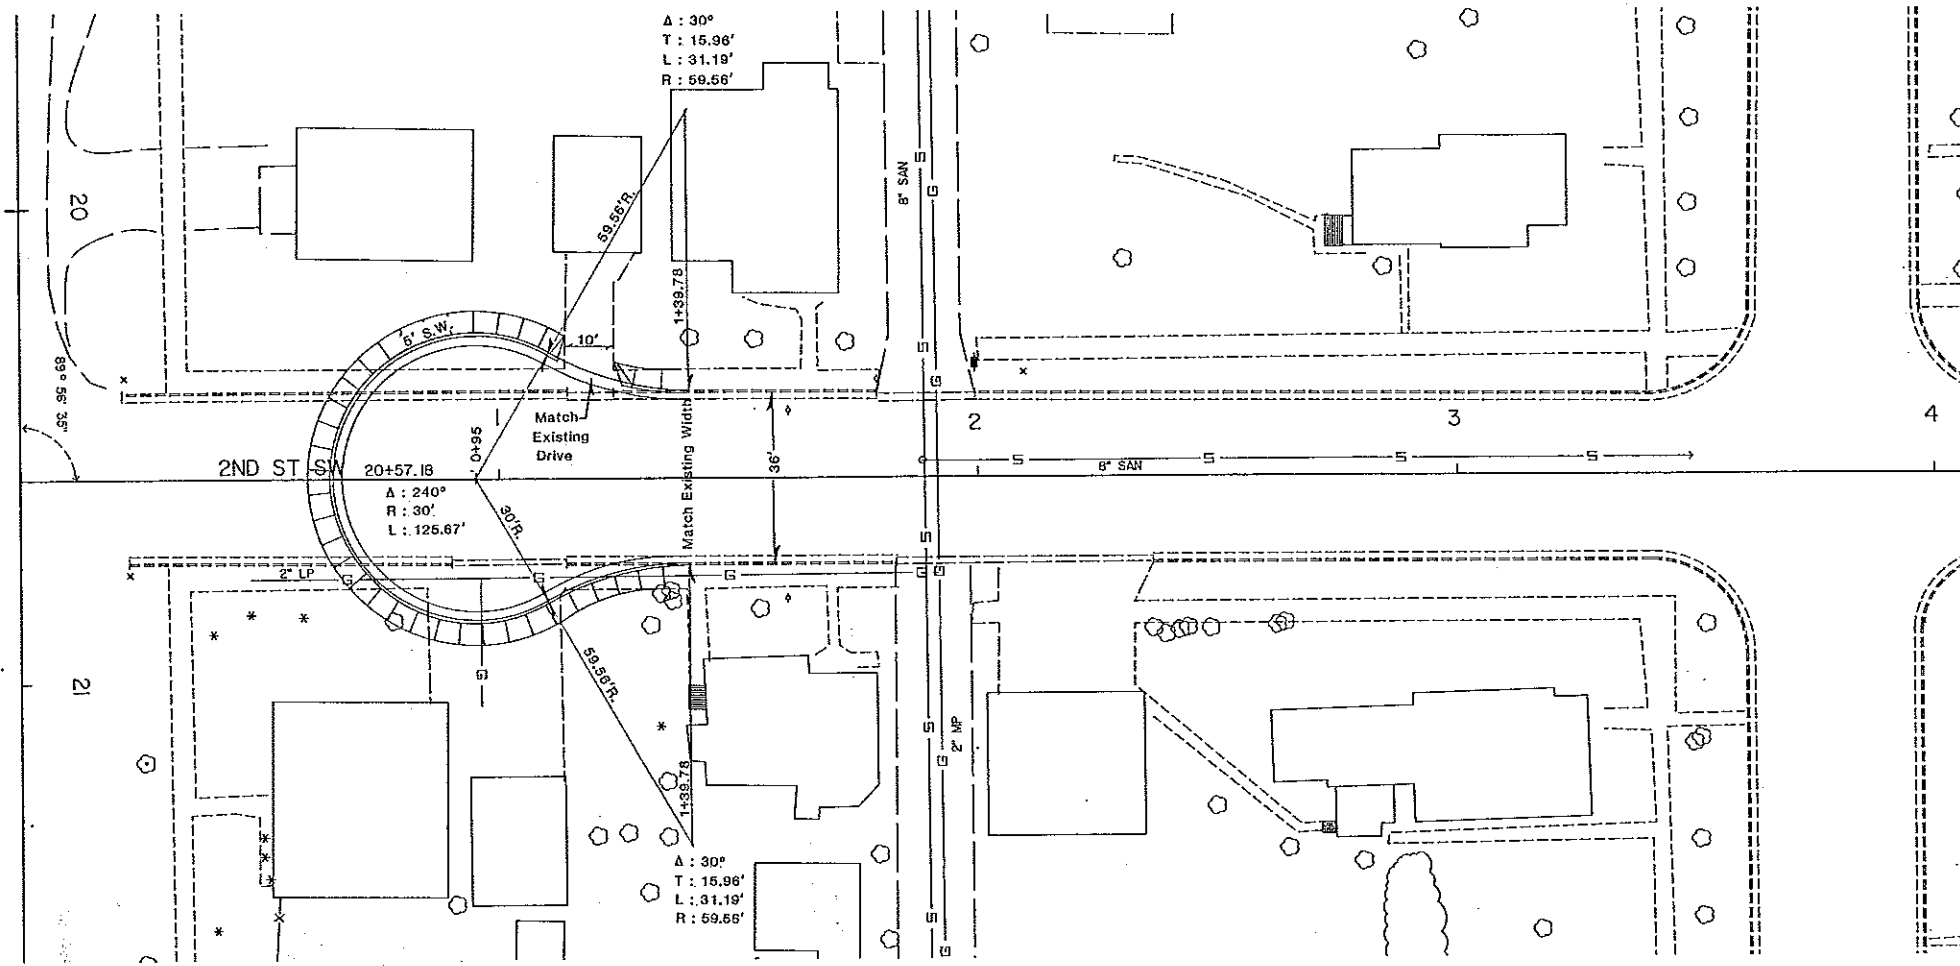 Δ : 30°
T : 15.96'
L : 31.19'
R : 59.56'
8" SAN
S
G
20
59.56'R.
1+39.78
5' S.W.
10'
S
G
89° 56' 35"
Match
Existing
Drive
2
3
4
0+95
Match Existing Width
36'
2ND ST SW
20+57.18
S
S
S
S
8" SAN
Δ : 240°
R : 30'
L : 125.67'
30'R.
S
2" LP
G
G
G
G
G
G
59.56'R.
21
S
2" MP
G
1+39.78
Δ : 30°
T : 15.96'
L : 31.19'
R : 59.56'
S
G